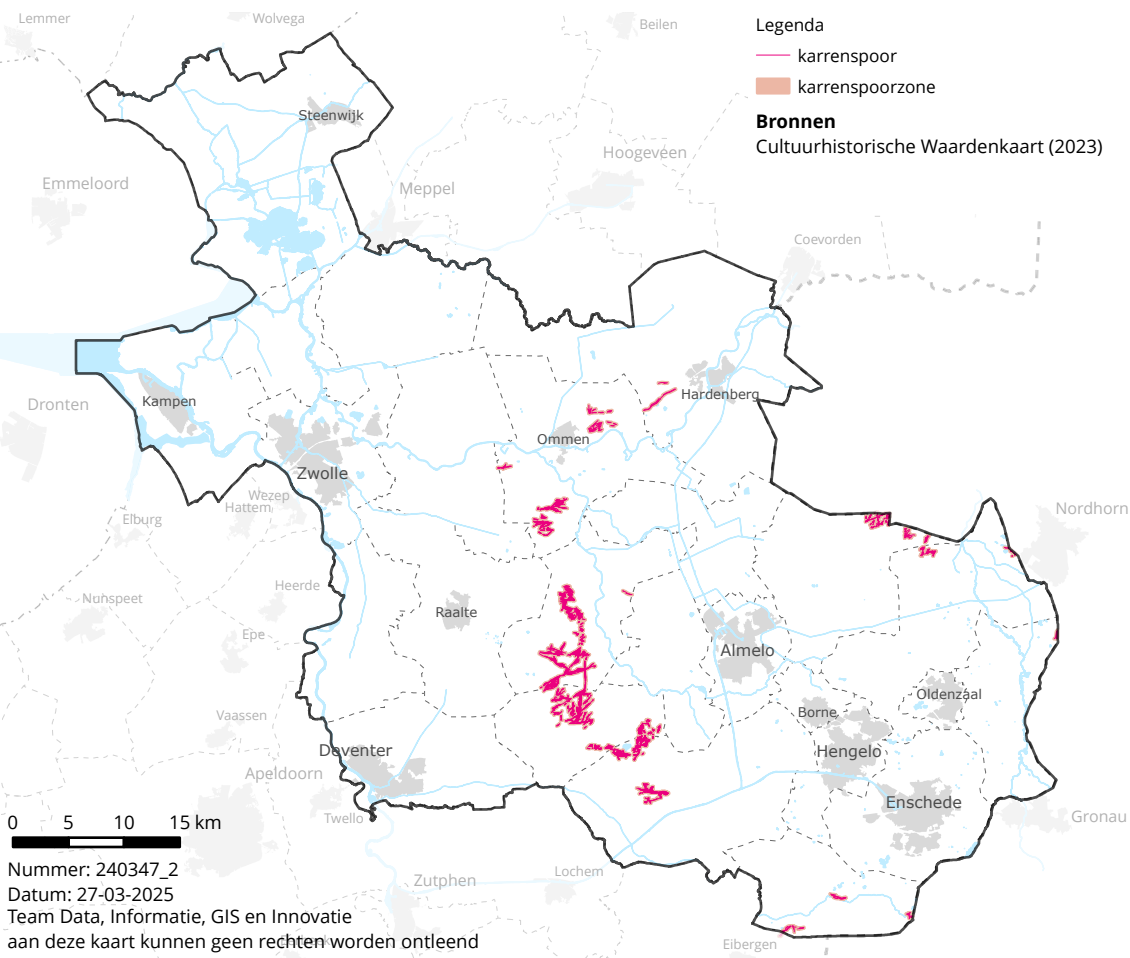 Lemmer
Wolvega
Beilen
Legenda
karrenspoor
karrenspoorzone
Bronnen
Cultuurhistorische Waardenkaart (2023)
Steenwijk
Hoogeveen
Emmeloord
Meppel
Coevorden
Dronten
Kampen
Hardenberg
Ommen
Zwolle
Wezep
Hattem
Elburg
Nordhorn
Heerde
Nunspeet
Raalte
Epe
Almelo
Oldenzaal
Vaassen
Borne
Deventer
Hengelo
Apeldoorn
Enschede
Twello
Gronau
0 5 10 15 km
Nummer: 240347_2
Datum: 27-03-2025
Team Data, Informatie, GIS en Innovatie
aan deze kaart kunnen geen rechten worden ontleend
Zutphen
Lochem
Eibergen